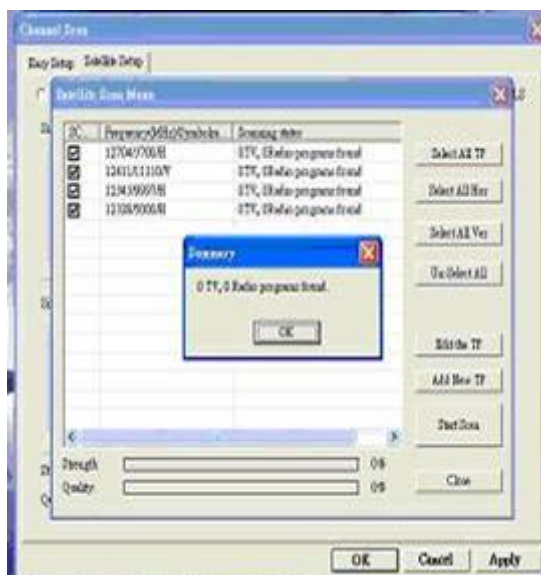 Channel Scan
Easy Setup Satellite Setup
Satellite Scan Menu
SC... Frequency(MHz)/Symbolra... Scanning status
0 TV, 0 Radio programs found
0 TV, 0 Radio programs found
0 TV, 0 Radio programs found
0 TV, 0 Radio programs found
Select All TP
Select All Hor
Select All Ver
Un-Select All
Edit the TP
Add New TP
Start Scan
Close
Summary
0 TV, 0 Radio programs found.
OK
Strength 0%
Quality 0%
OK Cancel Apply